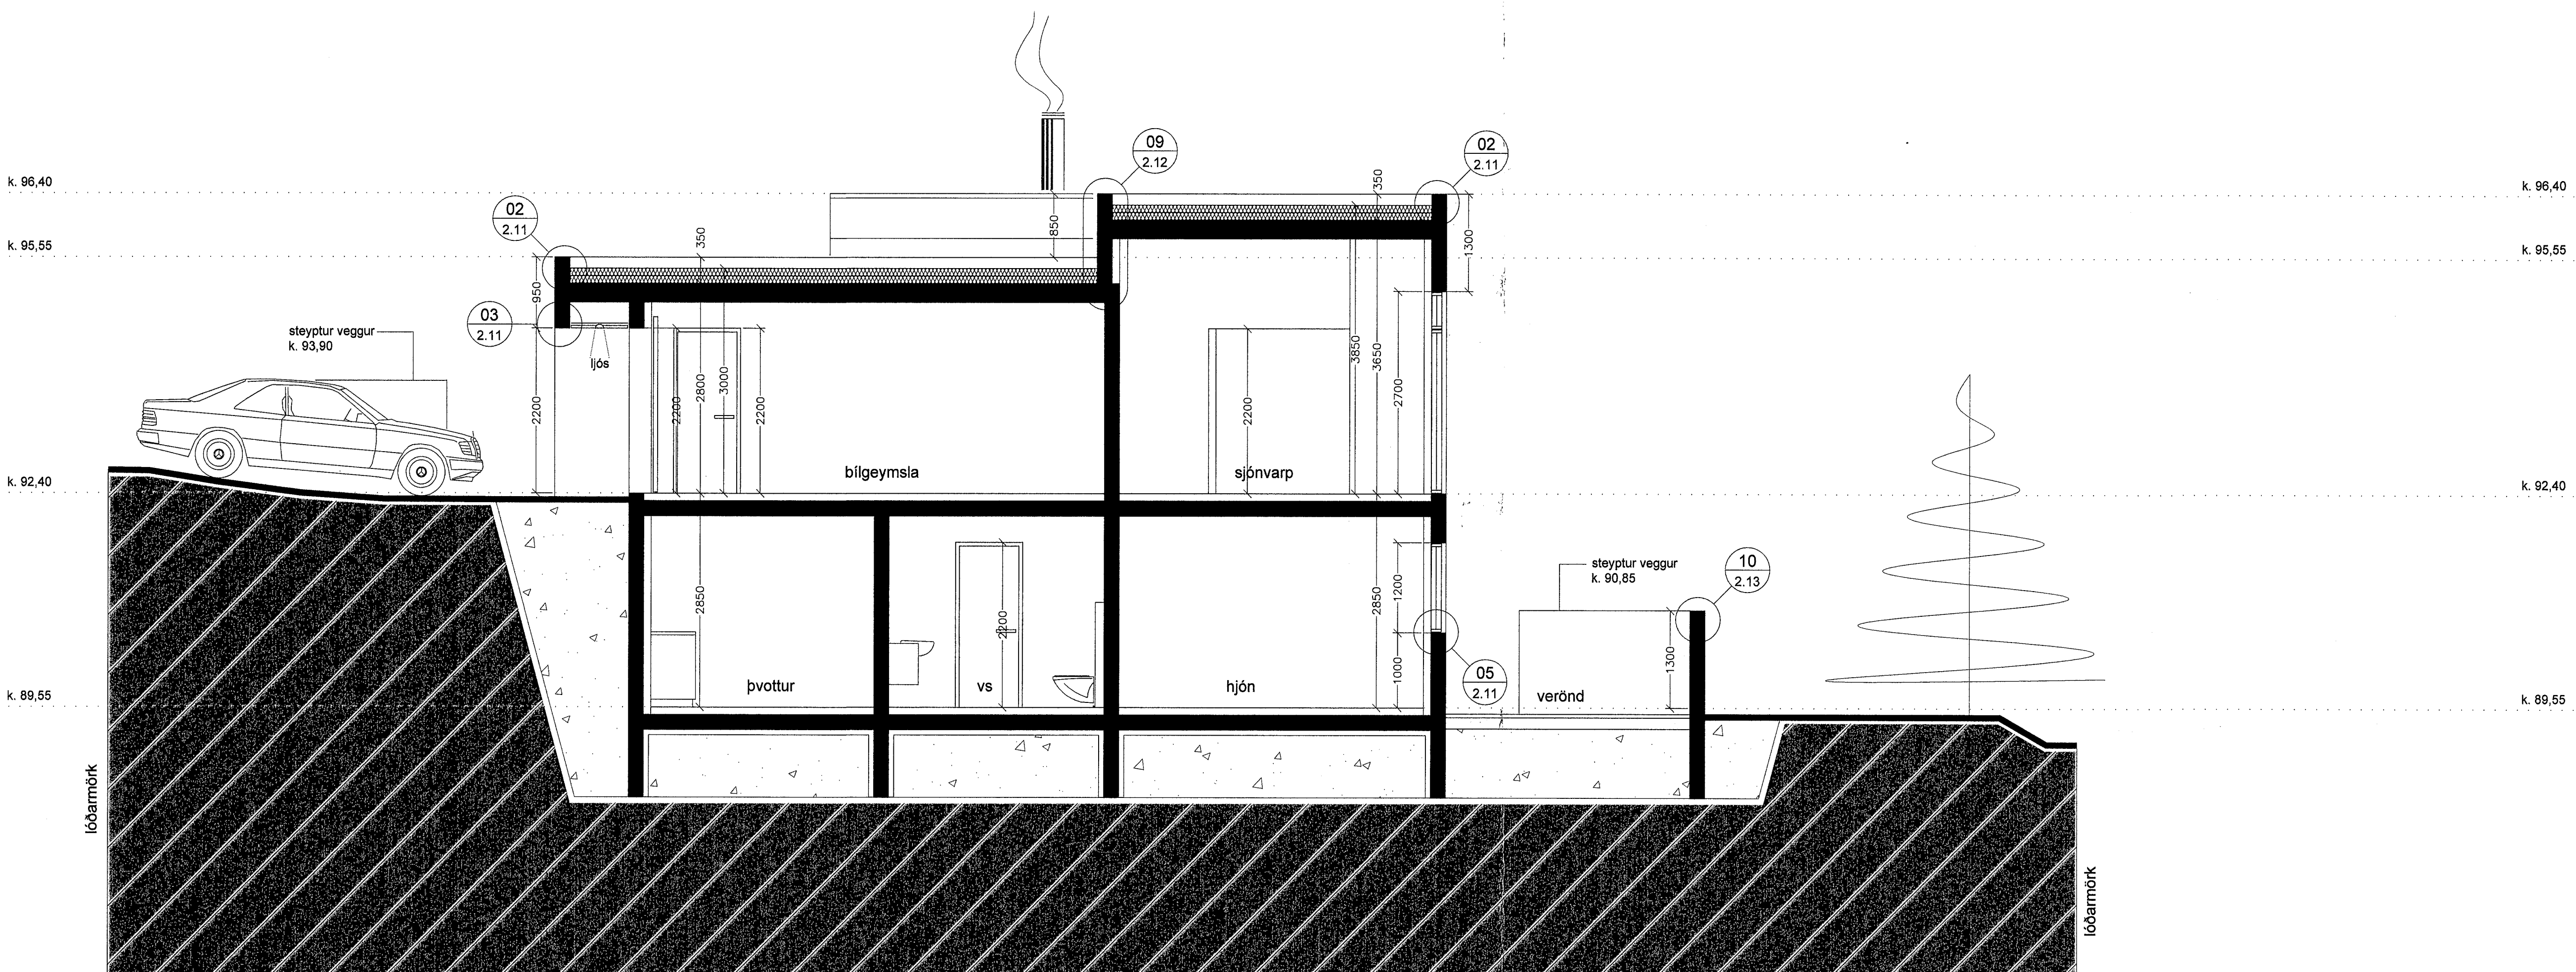 09
2.12
02
2.11
k. 96,40
350
k. 96,40
02
2.11
850
1300
k. 95,55
350
k. 95,55
950
03
2.11
steyptur veggur
k. 93,90
ljós
2200
2200
2800
3000
2200
2200
3850
3650
2700
bílgeymsla
sjónvarp
k. 92,40
k. 92,40
steyptur veggur
k. 90,85
10
2.13
2850
2200
2850
1200
1000
1300
05
2.11
þvottur
vs
hjón
verönd
k. 89,55
k. 89,55
lóðarmörk
lóðarmörk